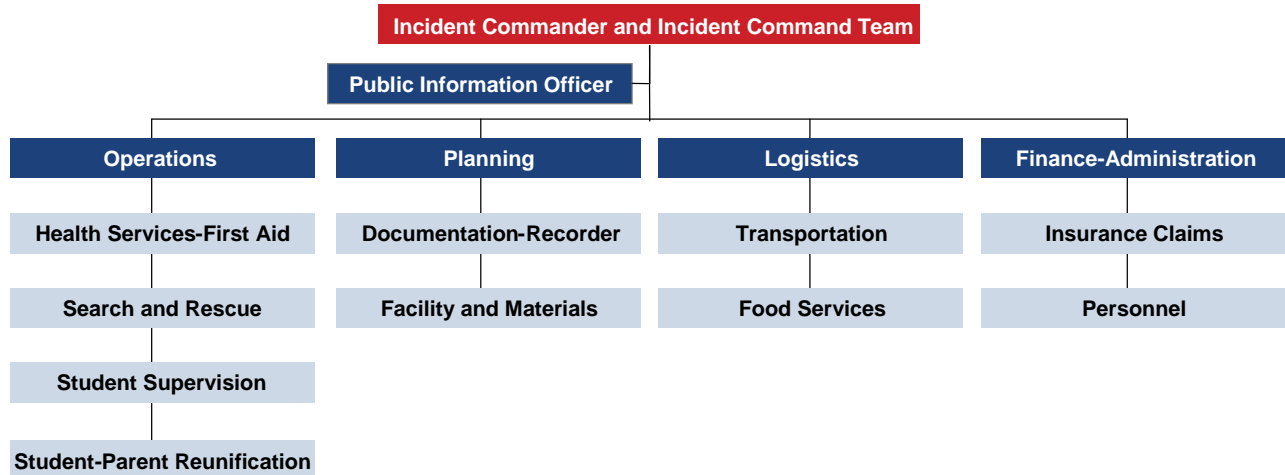 Incident Commander and Incident Command Team
Public Information Officer
Operations
Planning
Logistics
Finance-Administration
Health Services-First Aid
Documentation-Recorder
Transportation
Insurance Claims
Search and Rescue
Facility and Materials
Food Services
Personnel
Student Supervision
Student-Parent Reunification